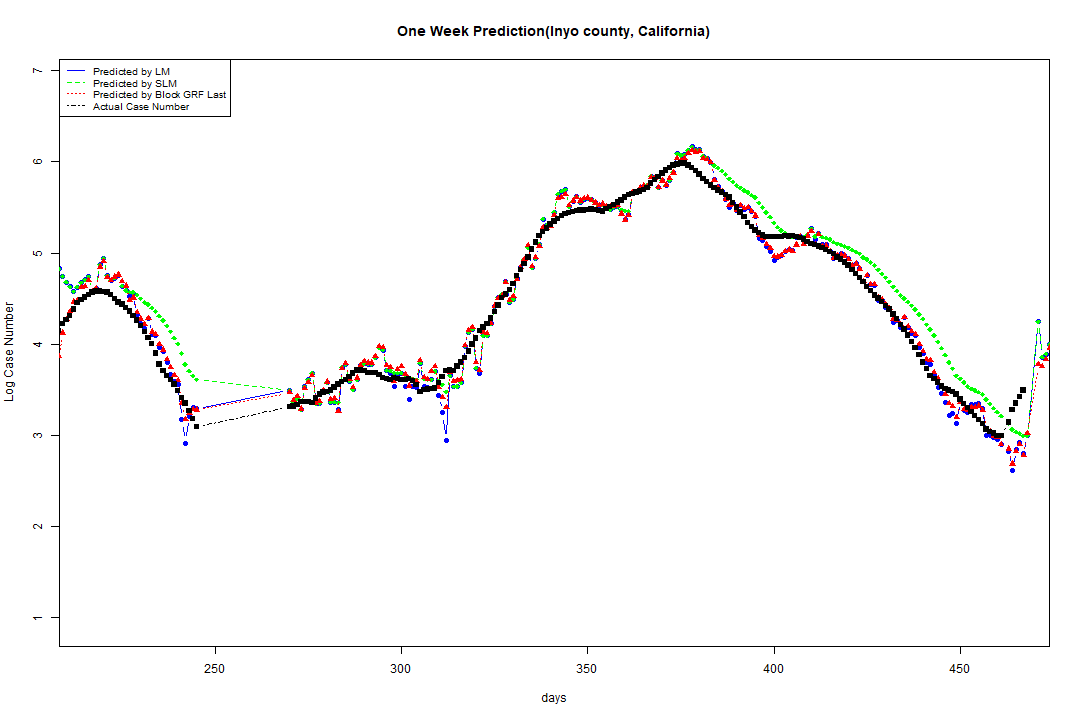 One Week Prediction(Inyo county, California)
Predicted by LM
Predicted by SLM
Predicted by Block GRF Last
Actual Case Number
Log Case Number
7
6
5
4
3
2
1
250 300 350 400 450
days